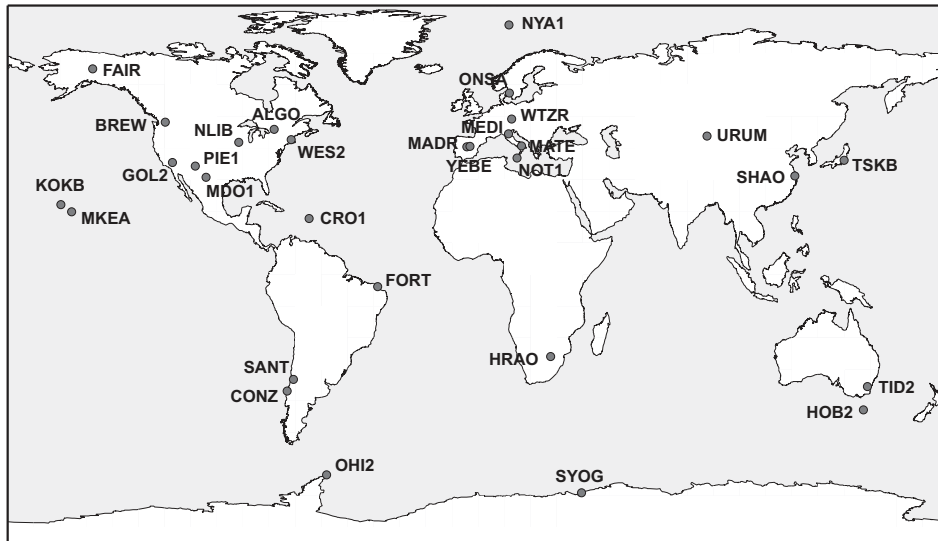 NYA1
FAIR
ONSA
ALGO
WTZR
BREW
NLIB
MEDI
URUM
MADR
MATE
WES2
PIE1
YEBE
NOT1
TSKB
GOL2
SHAO
MDO1
KOKB
MKEA
CRO1
FORT
HRAO
SANT
TID2
CONZ
HOB2
OHI2
SYOG